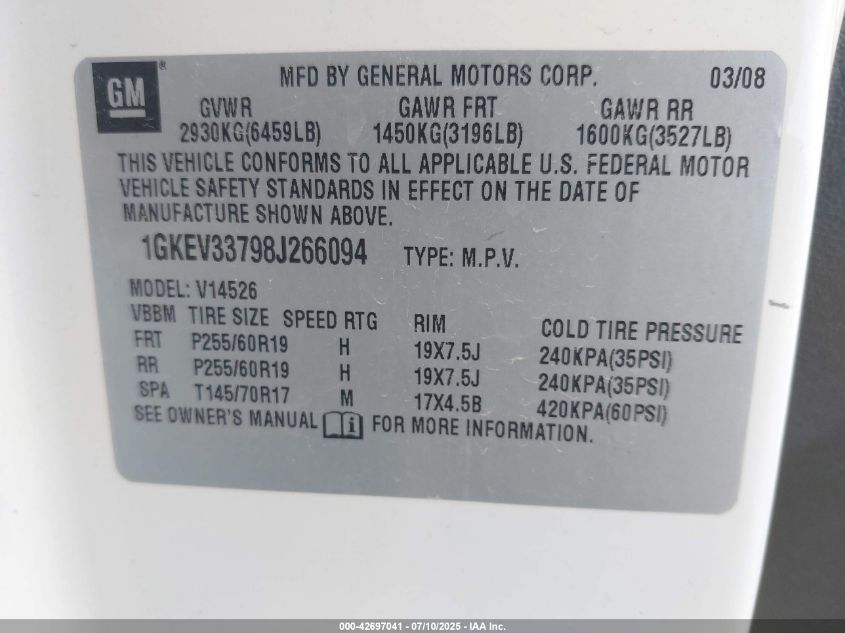 GM ® MFD BY GENERAL MOTORS CORP. 03/08
GVWR GAWR FRT GAWR RR
2930KG(6459LB) 1450KG(3196LB) 1600KG(3527LB)
THIS VEHICLE CONFORMS TO ALL APPLICABLE U.S. FEDERAL MOTOR
VEHICLE SAFETY STANDARDS IN EFFECT ON THE DATE OF
MANUFACTURE SHOWN ABOVE.
1GKEV33798J266094 TYPE: M.P.V.
MODEL: V14526
VBBM TIRE SIZE SPEED RTG RIM COLD TIRE PRESSURE
FRT P255/60R19 H 19X7.5J 240KPA(35PSI)
RR P255/60R19 H 19X7.5J 240KPA(35PSI)
SPA T145/70R17 M 17X4.5B 420KPA(60PSI)
SEE OWNER'S MANUAL i FOR MORE INFORMATION.
000-42697041 - 07/10/2025 - IAA Inc.